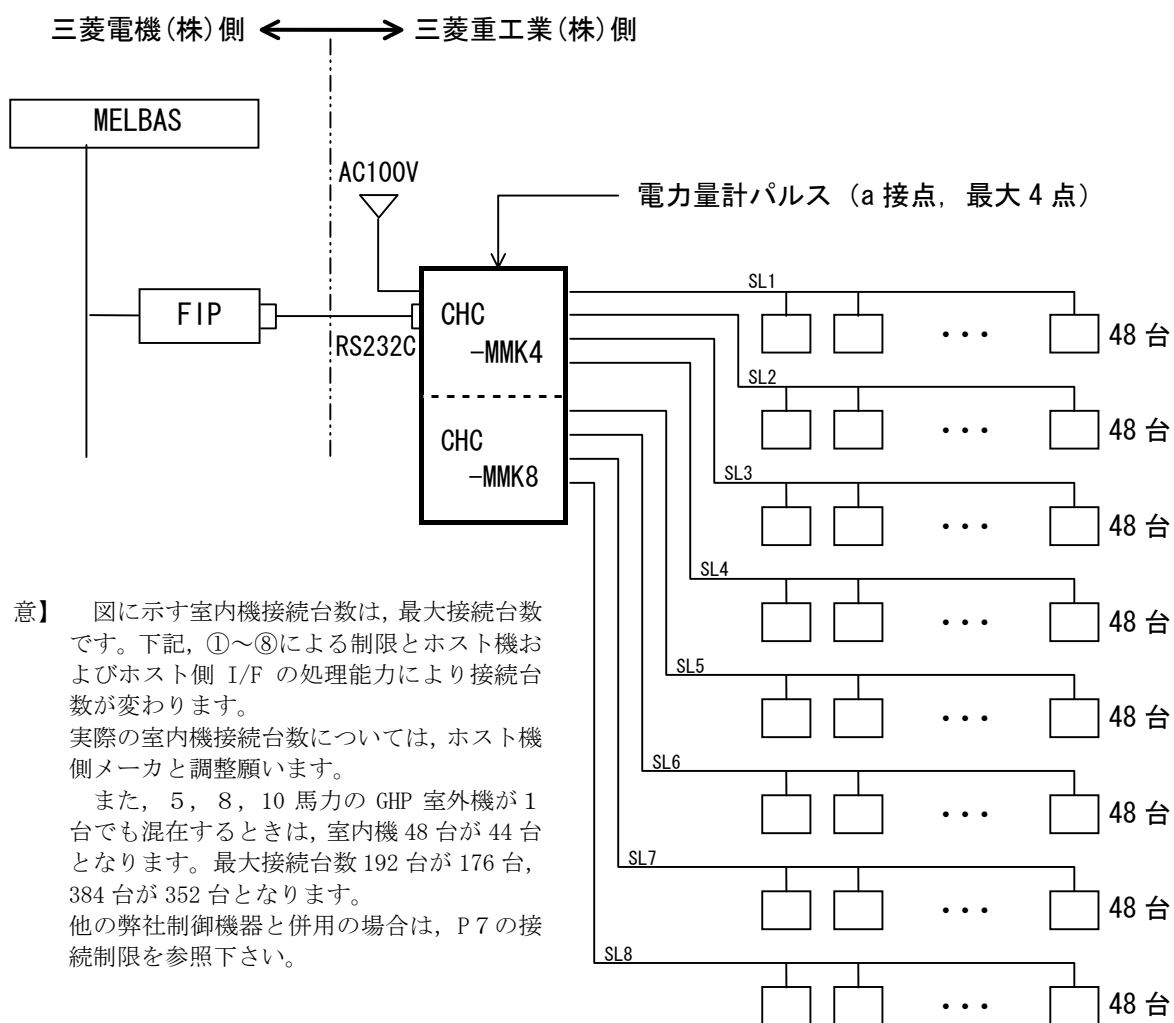 三菱電機(株)側
三菱重工業(株)側
MELBAS
AC100V
電力量計パルス（a 接点，最大 4 点）
FIP
RS232C
CHC
-MMK4
CHC
-MMK8
SL1
・・・
48 台
SL2
・・・
48 台
SL3
・・・
48 台
SL4
・・・
48 台
SL5
・・・
48 台
SL6
・・・
48 台
SL7
・・・
48 台
SL8
・・・
48 台
意】　図に示す室内機接続台数は，最大接続台数
です。下記，①～⑧による制限とホスト機お
よびホスト側 I/F の処理能力により接続台
数が変わります。
実際の室内機接続台数については，ホスト機
側メーカと調整願います。
また，５，８，10 馬力の GHP 室外機が１
台でも混在するときは，室内機 48 台が 44 台
となります。最大接続台数 192 台が 176 台，
384 台が 352 台となります。
他の弊社制御機器と併用の場合は，P７の接
続制限を参照下さい。